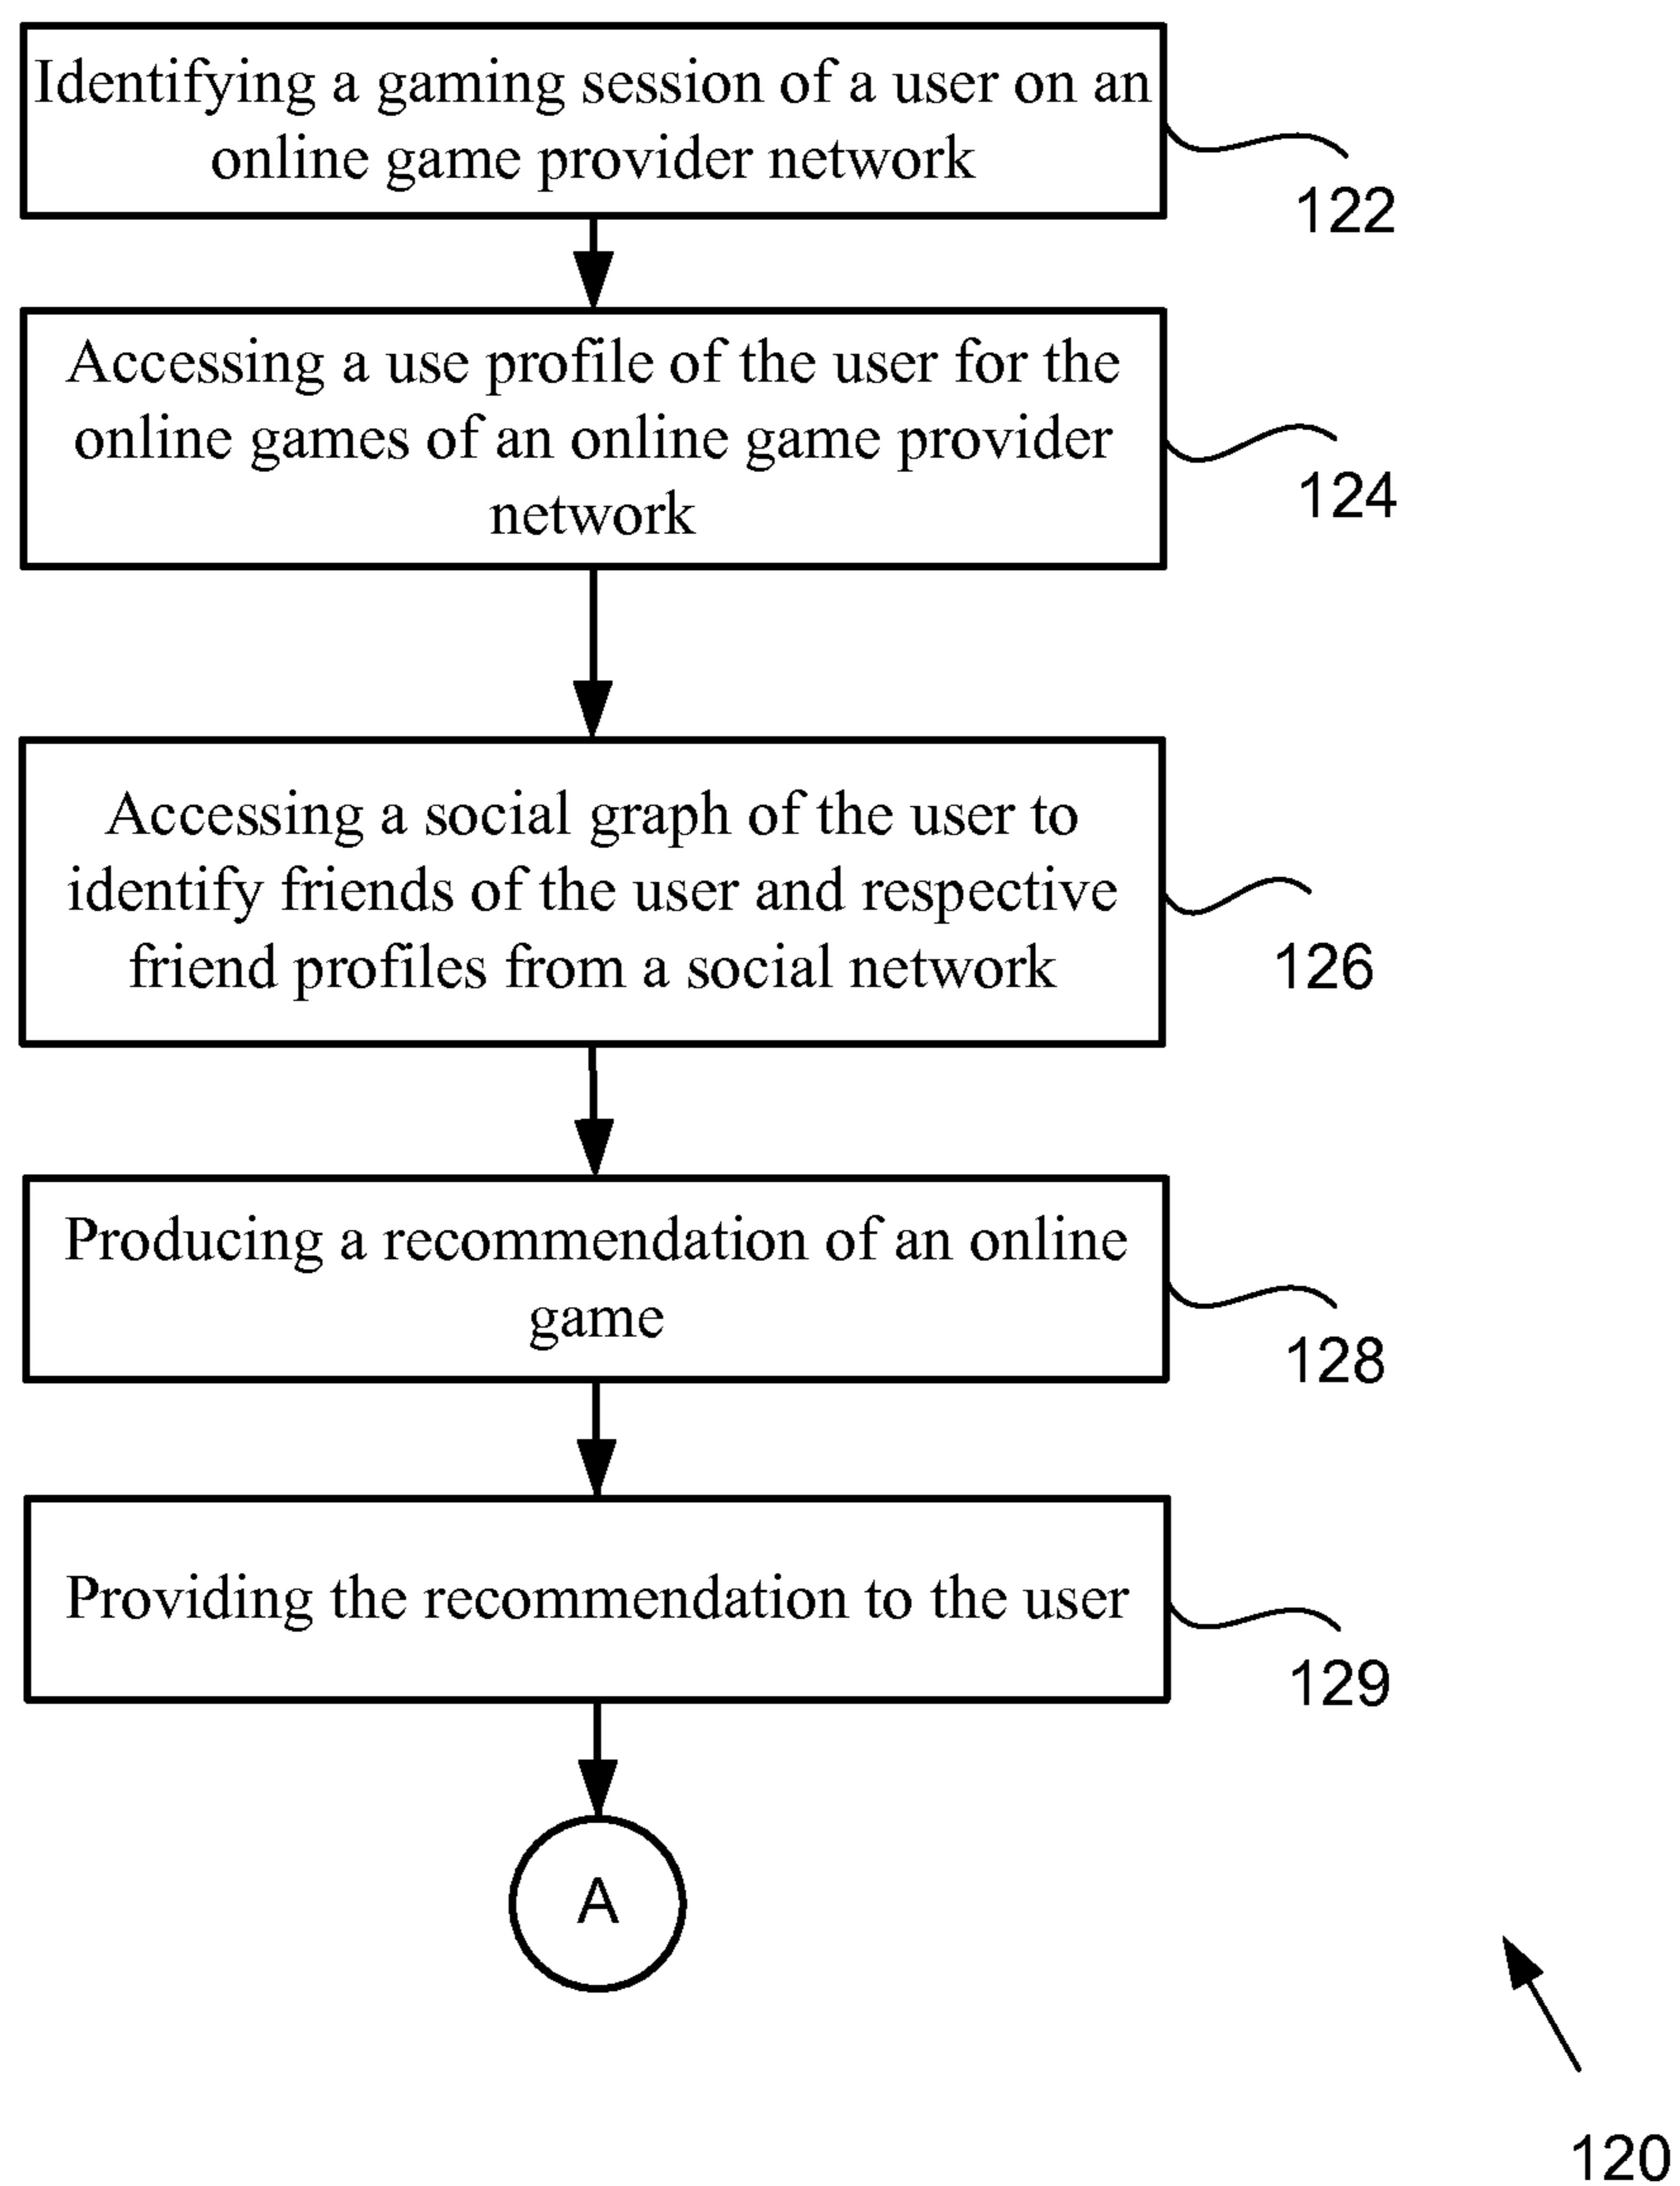 Identifying a gaming session of a user on an
online game provider network
122
Accessing a use profile of the user for the
online games of an online game provider
network
124
Accessing a social graph of the user to
identify friends of the user and respective
friend profiles from a social network
126
Producing a recommendation of an online
game
128
Providing the recommendation to the user
129
A
120